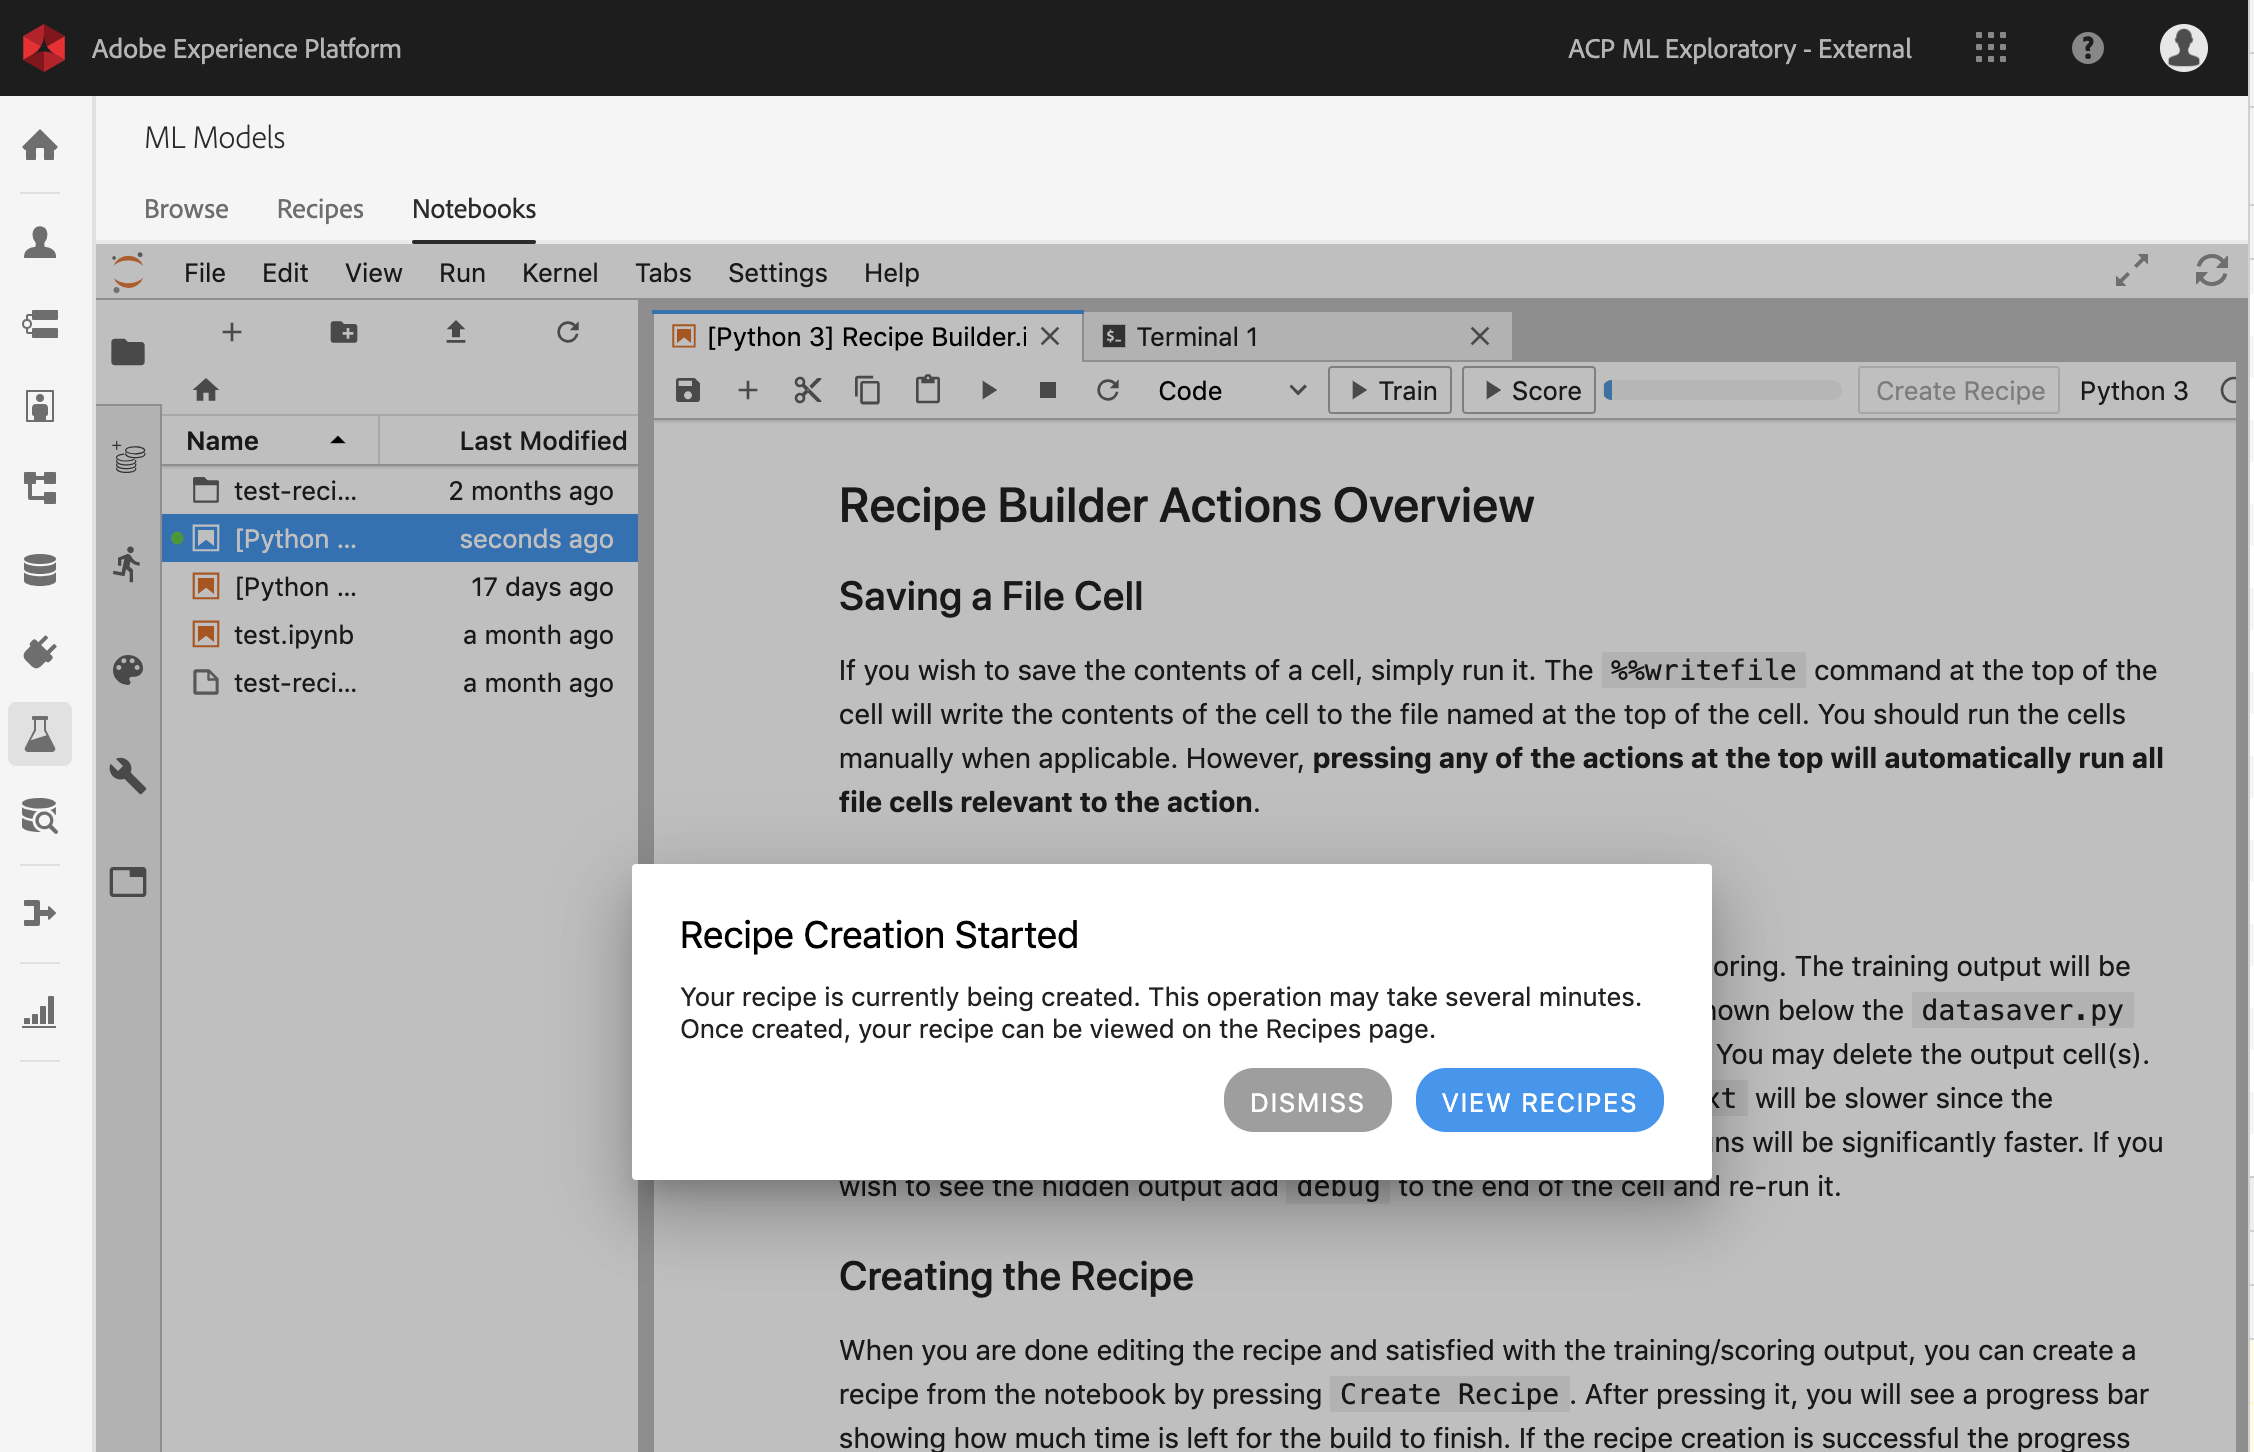 Adobe Experience Platform
ACP ML Exploratory - External
ML Models
Browse Recipes Notebooks
File Edit View Run Kernel Tabs Settings Help
[Python 3] Recipe Builder.i
Terminal 1
Code Train Score Create Recipe Python 3
Name Last Modified
test-reci... 2 months ago
[Python ... seconds ago
[Python ... 17 days ago
test.ipynb a month ago
test-reci... a month ago
Recipe Builder Actions Overview
Saving a File Cell
If you wish to save the contents of a cell, simply run it. The %%writefile command at the top of the
cell will write the contents of the cell to the file named at the top of the cell. You should run the cells
manually when applicable. However, pressing any of the actions at the top will automatically run all
file cells relevant to the action.
Recipe Creation Started
Your recipe is currently being created. This operation may take several minutes.
Once created, your recipe can be viewed on the Recipes page.
DISMISS VIEW RECIPES
oring. The training output will be
own below the datasaver.py
You may delete the output cell(s).
xt will be slower since the
ns will be significantly faster. If you
wish to see the hidden output add debug to the end of the cell and re-run it.
Creating the Recipe
When you are done editing the recipe and satisfied with the training/scoring output, you can create a
recipe from the notebook by pressing Create Recipe. After pressing it, you will see a progress bar
showing how much time is left for the build to finish. If the recipe creation is successful the progress